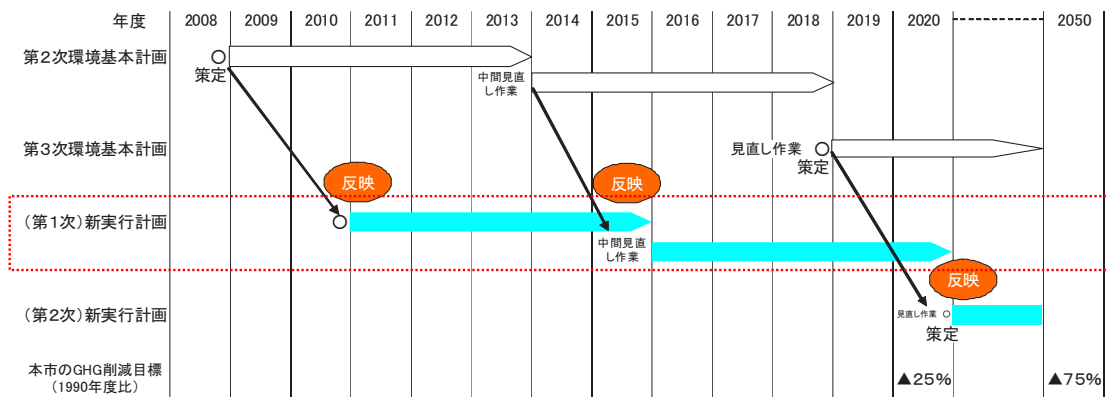 年度 2008 2009 2010 2011 2012 2013 2014 2015 2016 2017 2018 2019 2020 2050
第2次環境基本計画
策定
中間見直
し作業
第3次環境基本計画
見直し作業
策定
反映
反映
(第1次)新実行計画
中間見直
し作業
反映
(第2次)新実行計画
見直し作業
策定
本市のGHG削減目標
(1990年度比)
▲25% ▲75%